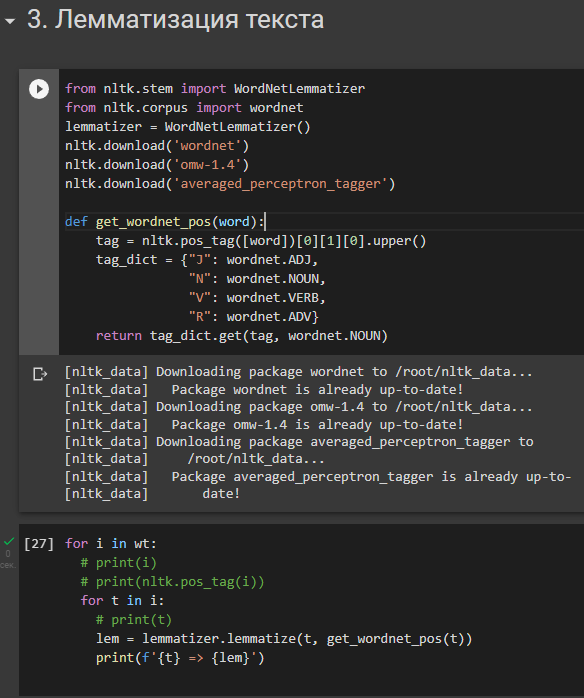 3. Лемматизация текста
from nltk.stem import WordNetLemmatizer
from nltk.corpus import wordnet
lemmatizer = WordNetLemmatizer()
nltk.download('wordnet')
nltk.download('omw-1.4')
nltk.download('averaged_perceptron_tagger')
def get_wordnet_pos(word):
    tag = nltk.pos_tag([word])[0][1][0].upper()
    tag_dict = {"J": wordnet.ADJ,
                "N": wordnet.NOUN,
                "V": wordnet.VERB,
                "R": wordnet.ADV}
    return tag_dict.get(tag, wordnet.NOUN)
[nltk_data] Downloading package wordnet to /root/nltk_data...
[nltk_data]   Package wordnet is already up-to-date!
[nltk_data] Downloading package omw-1.4 to /root/nltk_data...
[nltk_data]   Package omw-1.4 is already up-to-date!
[nltk_data] Downloading package averaged_perceptron_tagger to
[nltk_data]     /root/nltk_data...
[nltk_data]   Package averaged_perceptron_tagger is already up-to-
[nltk_data]       date!
0
сек.
[27] for i in wt:
  # print(i)
  # print(nltk.pos_tag(i))
  for t in i:
    # print(t)
    lem = lemmatizer.lemmatize(t, get_wordnet_pos(t))
    print(f'{t} => {lem}')